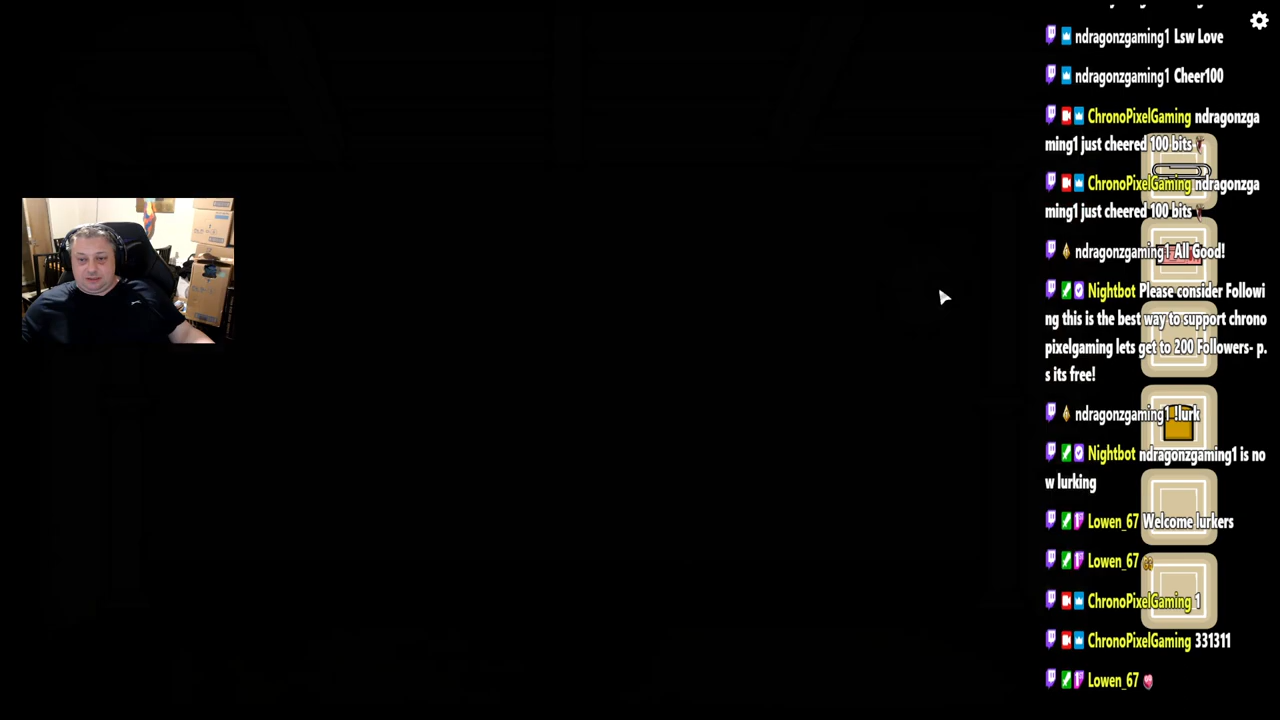 ndragonzgaming1 Lsw Love
ndragonzgaming1 Cheer100
ChronoPixelGaming ndragonzga
ming1 just cheered 100 bits
ChronoPixelGaming ndragonzga
ming1 just cheered 100 bits
ndragonzgaming1 All Good!
Nightbot Please consider Followi
ng this is the best way to support chrono
pixelgaming lets get to 200 Followers- p.
s its free!
ndragonzgaming1 !lurk
Nightbot ndragonzgaming1 is no
w lurking
Lowen_67 Welcome lurkers
Lowen_67
ChronoPixelGaming 1
ChronoPixelGaming 331311
Lowen_67